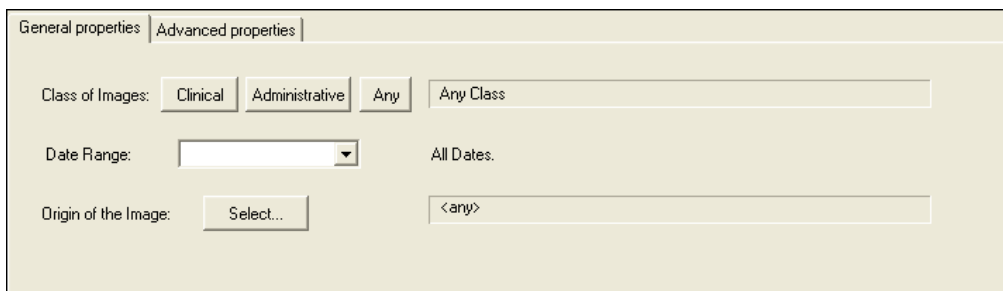 General properties Advanced properties
Class of Images: Clinical Administrative Any Any Class
Date Range: All Dates.
Origin of the Image: Select... <any>